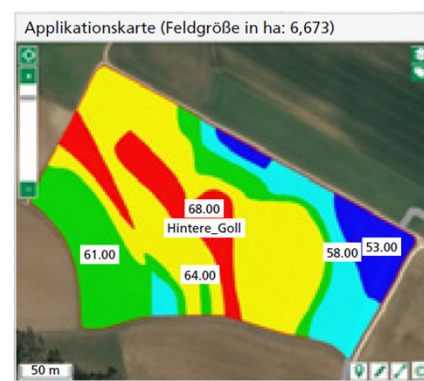 Applikationskarte (Feldgröße in ha: 6,673)
68.00
Hintere_Goll
61.00
64.00
58.00
53.00
50 m